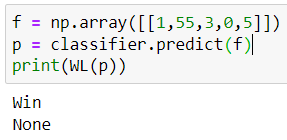 f = np.array([[1,55,3,0,5]])
p = classifier.predict(f)
print(WL(p))
Win
None